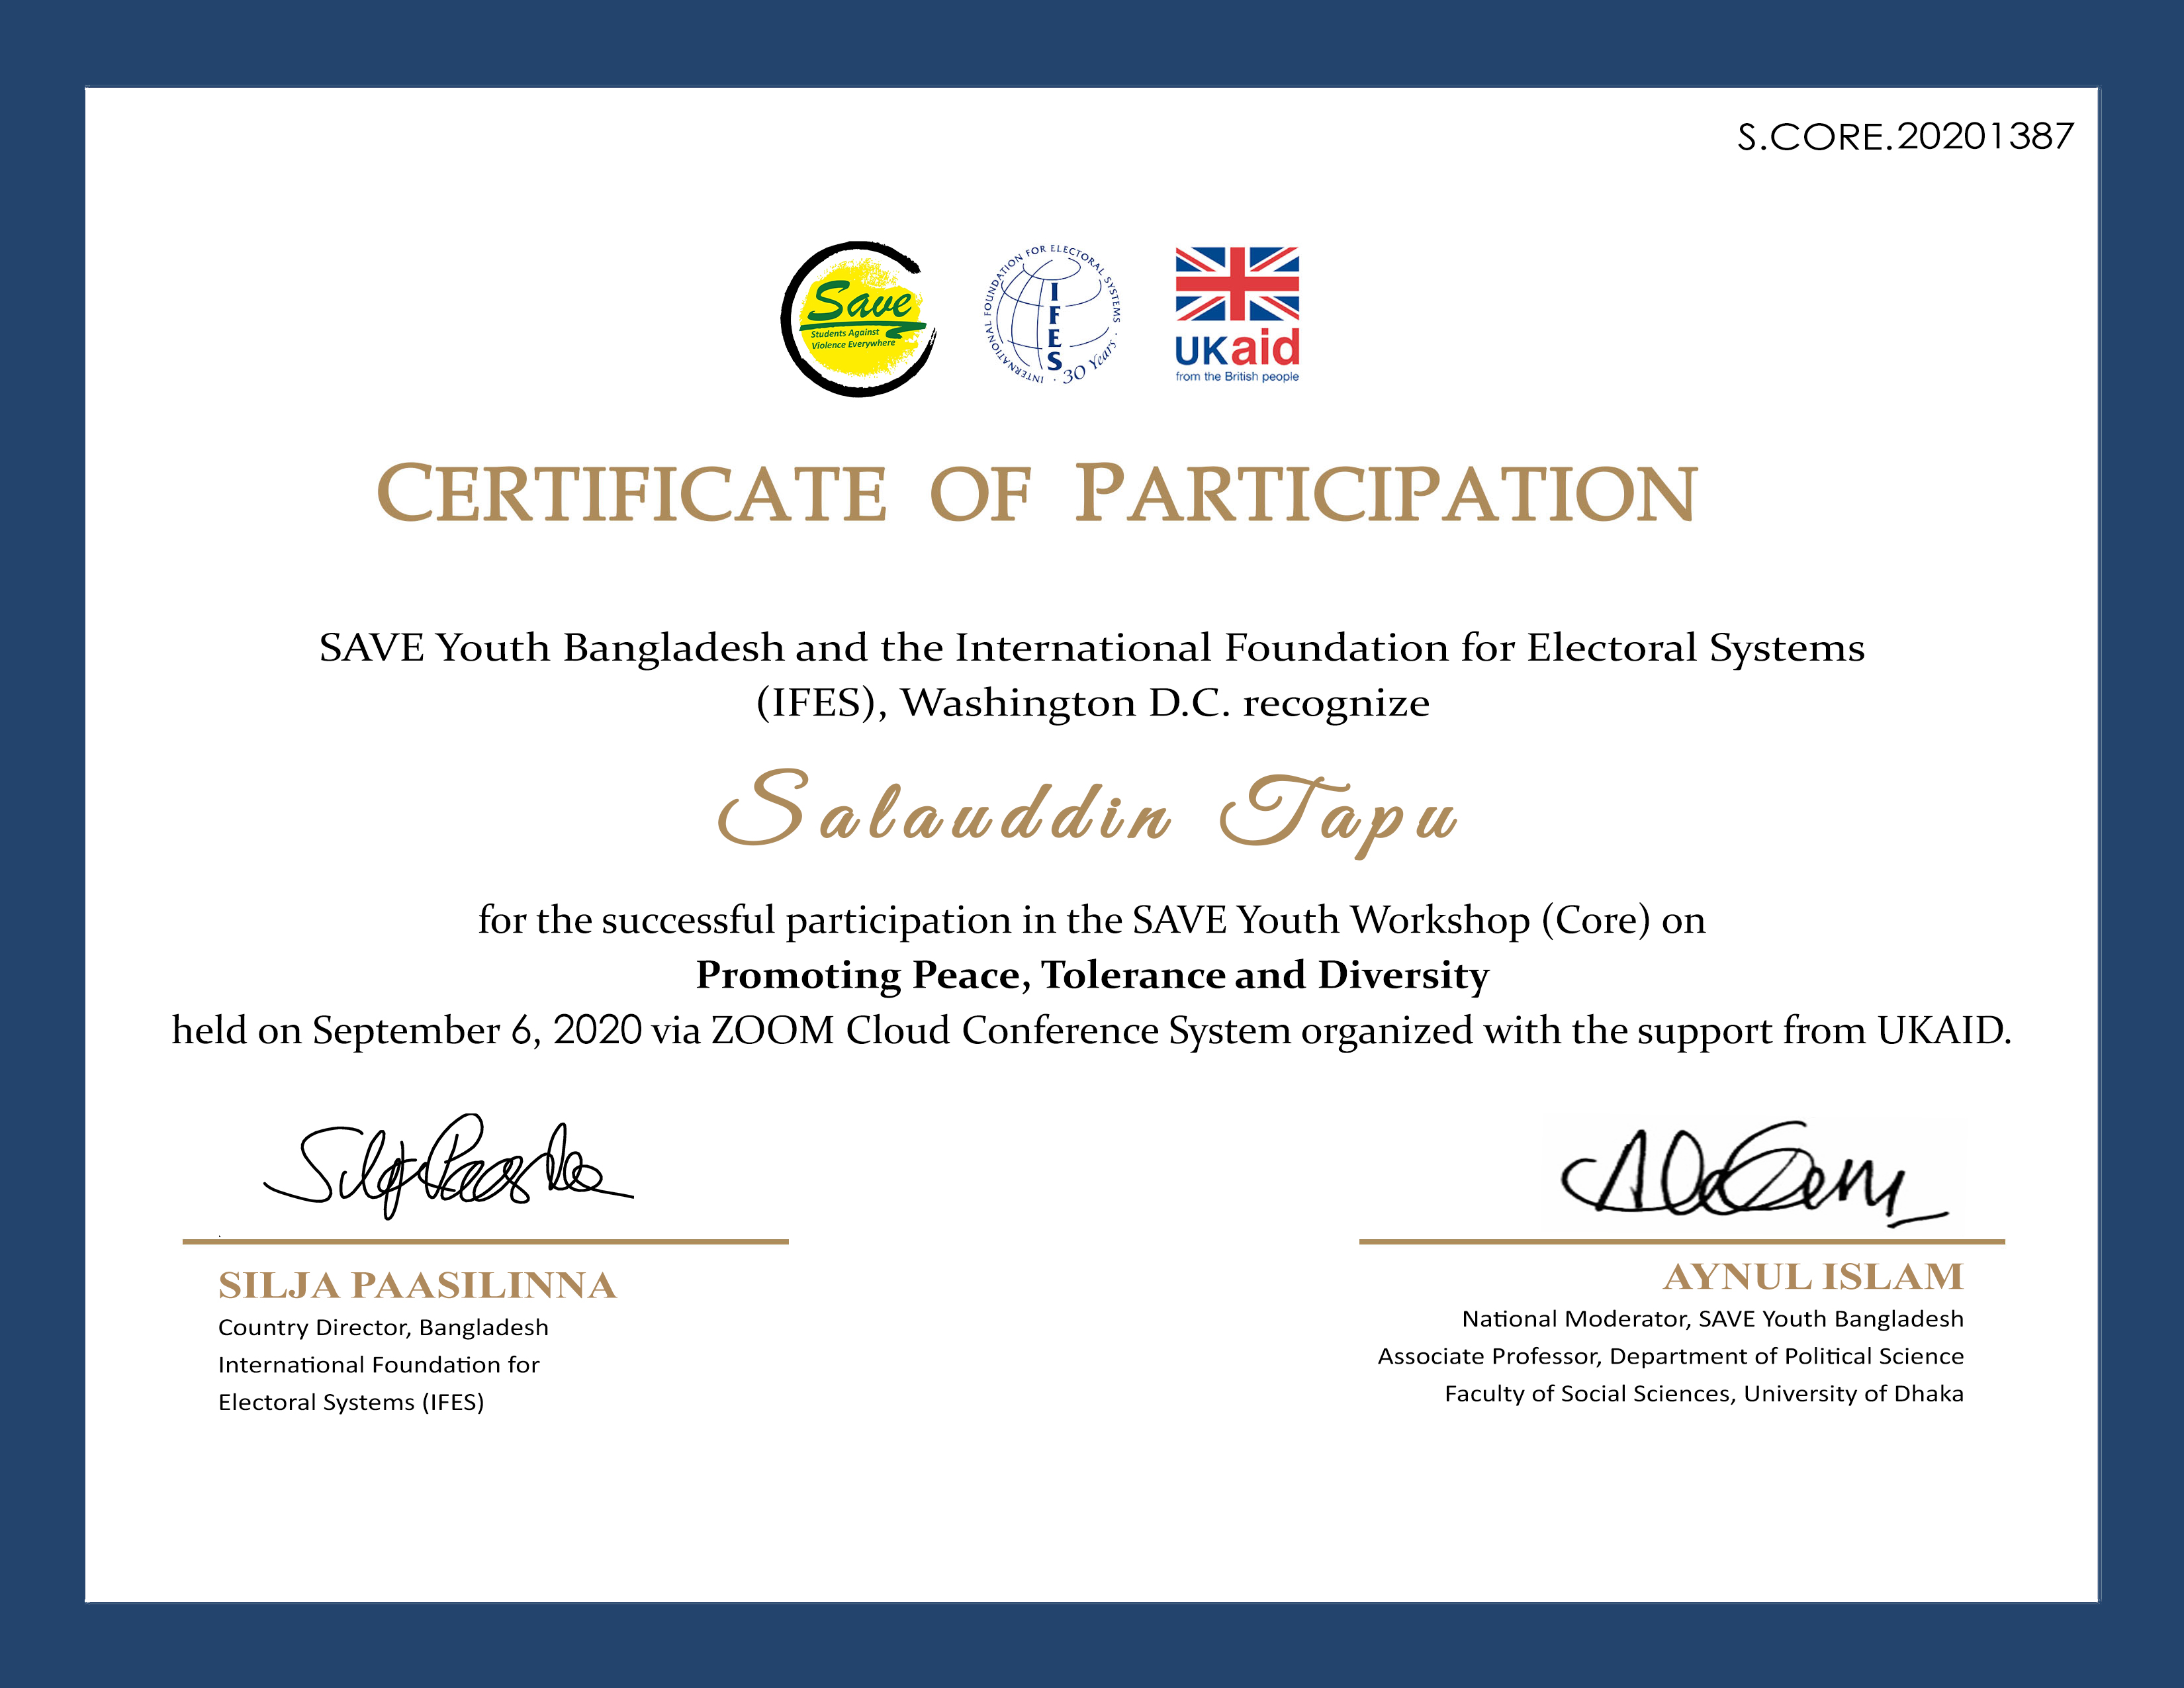 S.CORE.20201387
Save
Students Against
Violence Everywhere
INTERNATIONAL FOUNDATION FOR ELECTORAL SYSTEMS · 30 Years ·
IFES
UKaid
from the British people
CERTIFICATE OF PARTICIPATION
SAVE Youth Bangladesh and the International Foundation for Electoral Systems
(IFES), Washington D.C. recognize
Salauddin Tapu
for the successful participation in the SAVE Youth Workshop (Core) on
Promoting Peace, Tolerance and Diversity
held on September 6, 2020 via ZOOM Cloud Conference System organized with the support from UKAID.
SILJA PAASILINNA
Country Director, Bangladesh
International Foundation for
Electoral Systems (IFES)
AYNUL ISLAM
National Moderator, SAVE Youth Bangladesh
Associate Professor, Department of Political Science
Faculty of Social Sciences, University of Dhaka